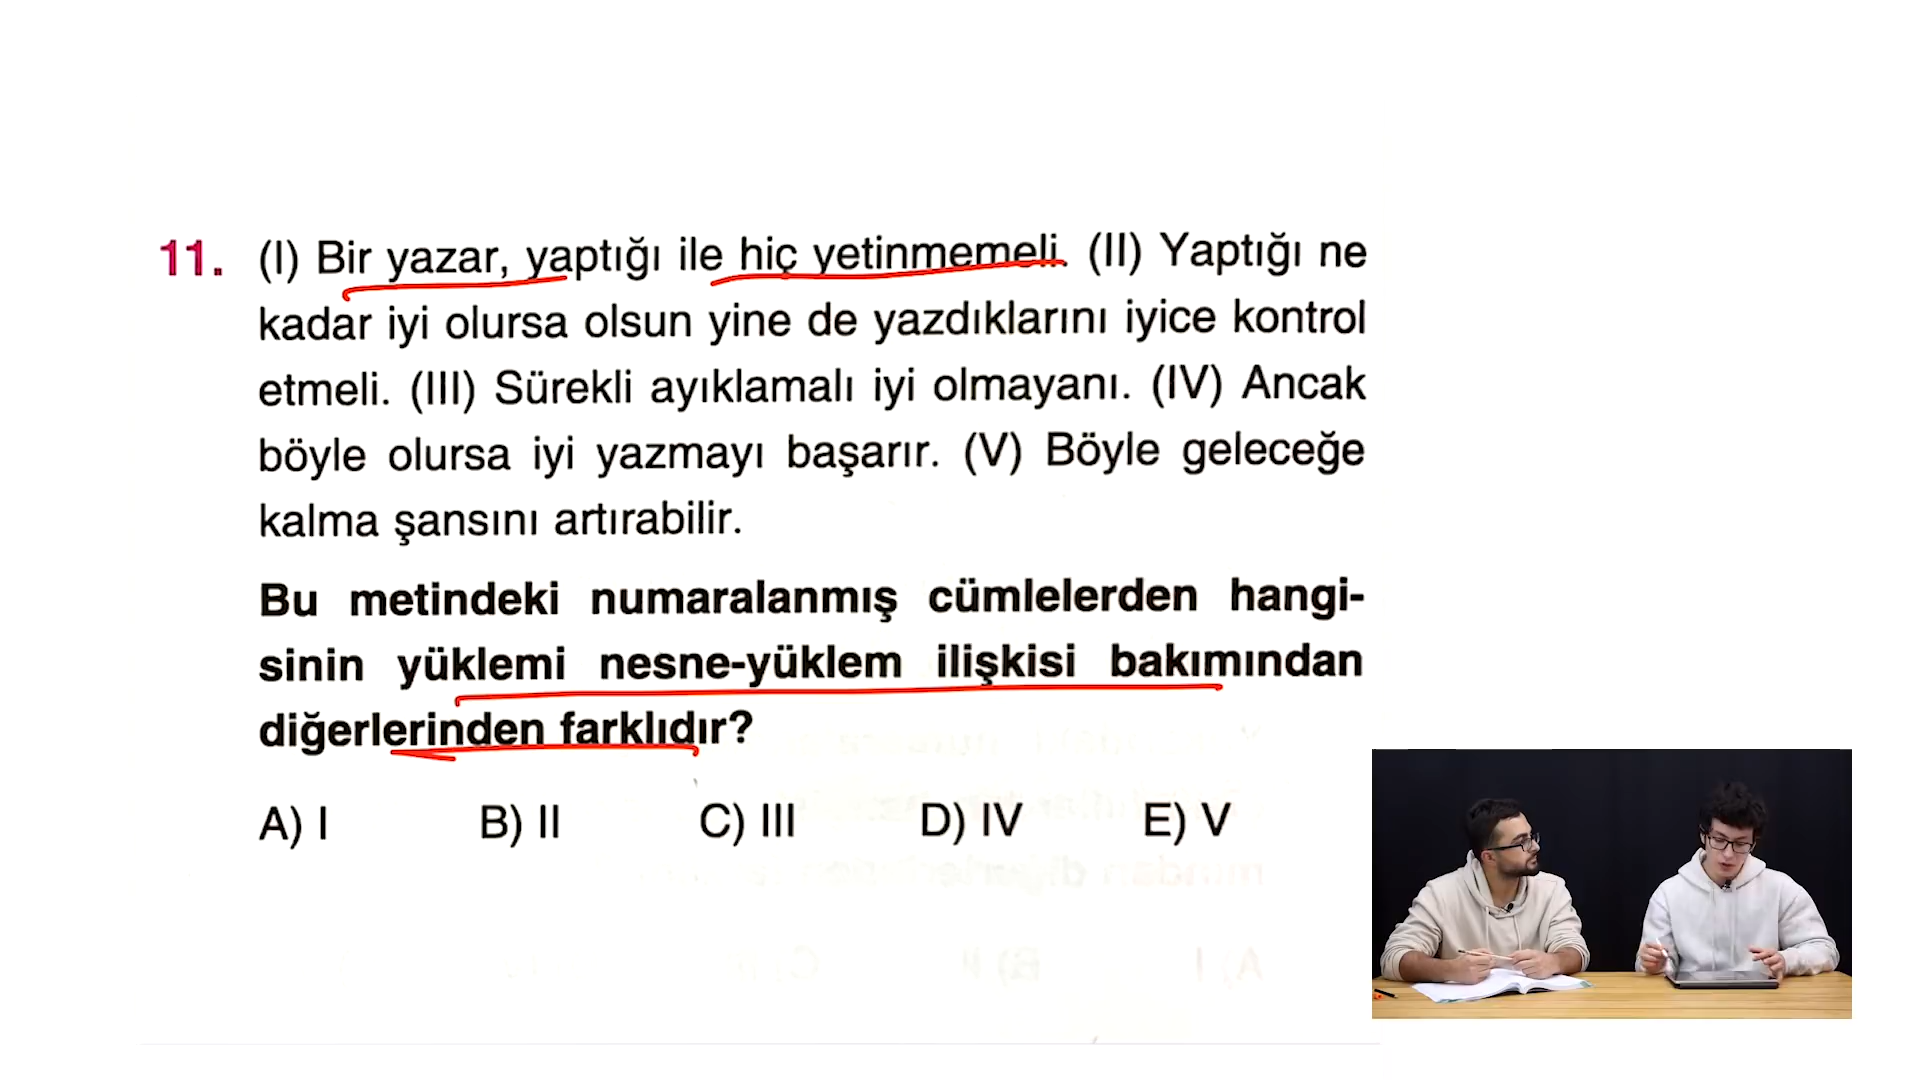 11. (I) Bir yazar, yaptığı ile hiç yetinmemeli. (II) Yaptığı ne
kadar iyi olursa olsun yine de yazdıklarını iyice kontrol
etmeli. (III) Sürekli ayıklamalı iyi olmayanı. (IV) Ancak
böyle olursa iyi yazmayı başarır. (V) Böyle geleceğe
kalma şansını artırabilir.
Bu metindeki numaralanmış cümlelerden hangi-
sinin yüklemi nesne-yüklem ilişkisi bakımından
diğerlerinden farklıdır?
A) I B) II C) III D) IV E) V